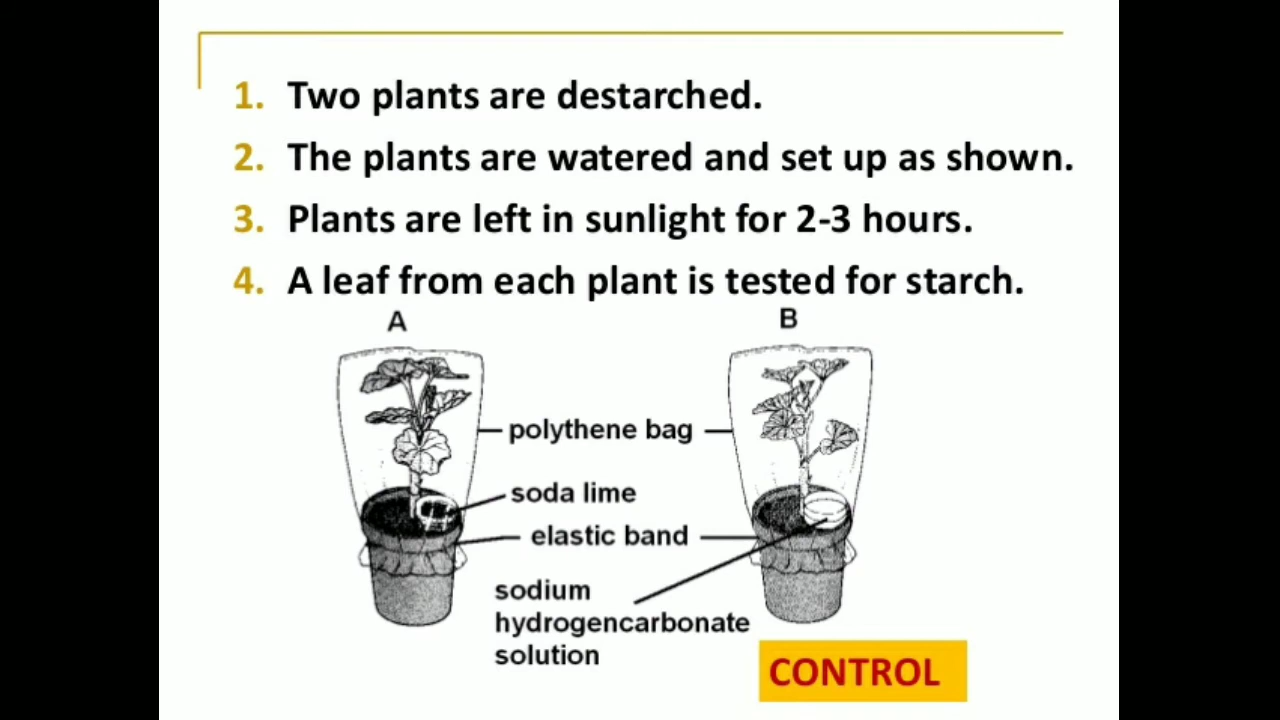 1. Two plants are destarched.
2. The plants are watered and set up as shown.
3. Plants are left in sunlight for 2-3 hours.
4. A leaf from each plant is tested for starch.
A
B
polythene bag
soda lime
elastic band
sodium
hydrogencarbonate
solution
CONTROL